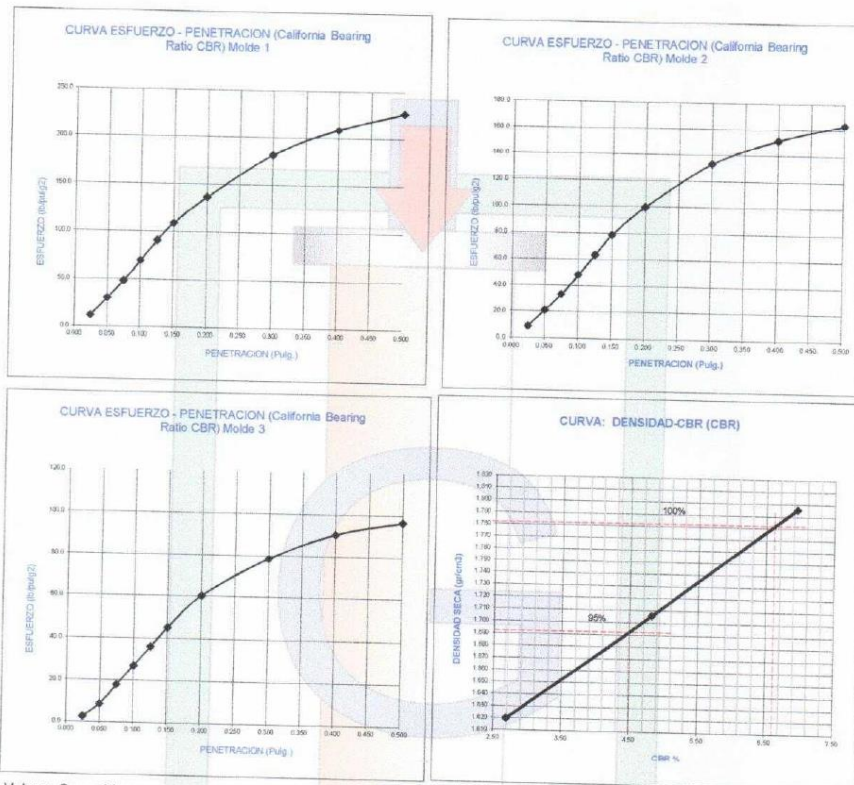 CURVA ESFUERZO - PENETRACION (California Bearing
Ratio CBR) Molde 1
250.0
200.0
150.0
100.0
50.0
0.0
ESFUERZO (lb/pulg2)
0.000 0.050 0.100 0.150 0.200 0.250 0.300 0.350 0.400 0.450 0.500
PENETRACION (Pulg.)
CURVA ESFUERZO - PENETRACION (California Bearing
Ratio CBR) Molde 2
180.0
160.0
140.0
120.0
100.0
80.0
60.0
40.0
20.0
0.0
ESFUERZO (lb/pulg2)
0.000 0.050 0.100 0.150 0.200 0.250 0.300 0.350 0.400 0.450 0.500
PENETRACION (Pulg.)
CURVA ESFUERZO - PENETRACION (California Bearing
Ratio CBR) Molde 3
120.0
100.0
80.0
60.0
40.0
20.0
0.0
ESFUERZO (lb/pulg2)
0.000 0.050 0.100 0.150 0.200 0.250 0.300 0.350 0.400 0.450 0.500
PENETRACION (Pulg.)
CURVA: DENSIDAD-CBR (CBR)
100%
95%
DENSIDAD SECA (gr/cm3)
2.50 3.50 4.50 5.50 6.50 7.50
CBR %